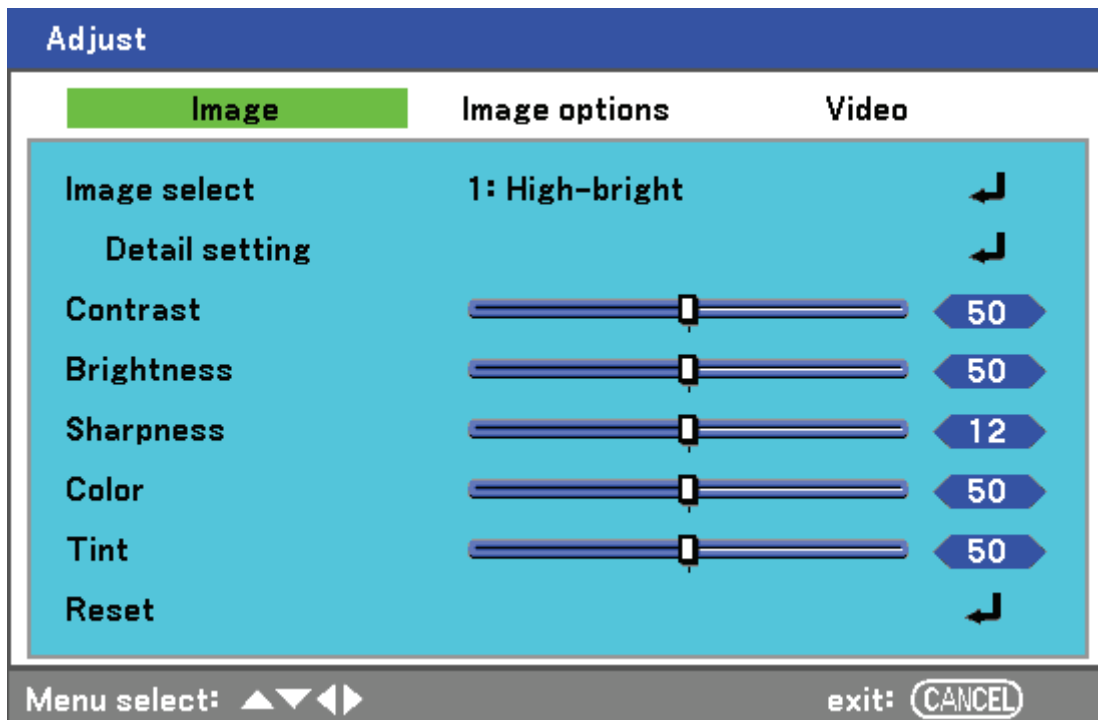 Adjust
Image Image options Video
Image select 1: High-bright
Detail setting
Contrast 50
Brightness 50
Sharpness 12
Color 50
Tint 50
Reset
Menu select: ▲▼◀▶ exit: CANCEL